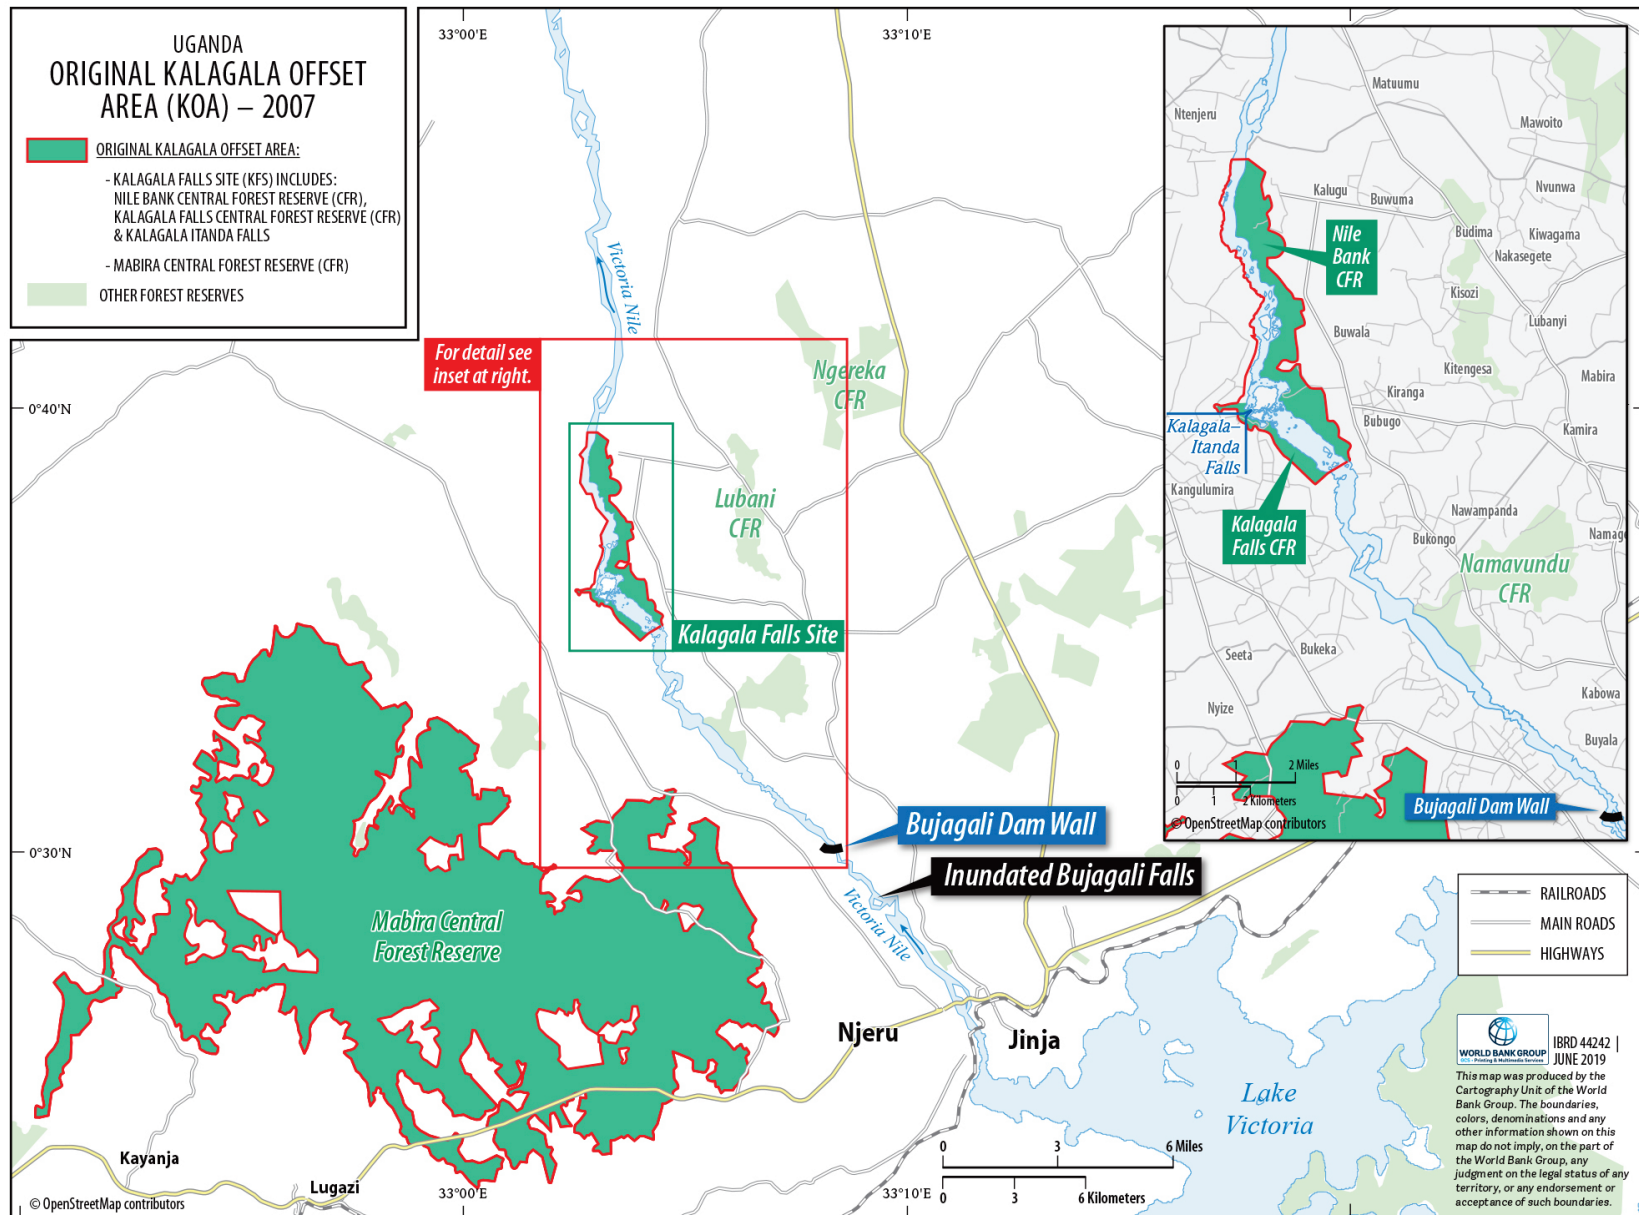 UGANDA
ORIGINAL KALAGALA OFFSET
AREA (KOA) – 2007
ORIGINAL KALAGALA OFFSET AREA:
- KALAGALA FALLS SITE (KFS) INCLUDES:
NILE BANK CENTRAL FOREST RESERVE (CFR),
KALAGALA FALLS CENTRAL FOREST RESERVE (CFR)
& KALAGALA ITANDA FALLS
- MABIRA CENTRAL FOREST RESERVE (CFR)
OTHER FOREST RESERVES
33°00'E
33°10'E
0°40'N
0°30'N
Victoria Nile
For detail see
inset at right.
Ngereka
CFR
Lubani
CFR
Kalagala Falls Site
Bujagali Dam Wall
Inundated Bujagali Falls
Victoria Nile
Mabira Central
Forest Reserve
Njeru
Jinja
Kayanja
Lugazi
Lake
Victoria
33°00'E
33°10'E
0 3 6 Miles
0 3 6 Kilometers
© OpenStreetMap contributors
Ntenjeru
Matuumu
Mawoito
Kalugu
Buwuma
Nvunwa
Nile
Bank
CFR
Budima
Kiwagama
Nakasegete
Kisozi
Lubanyi
Buwala
Kitengesa
Mabira
Kiranga
Bubugo
Kamira
Kalagala–
Itanda
Falls
Kangulumira
Kalagala
Falls CFR
Nawampanda
Bukongo
Namag
Namavundu
CFR
Seeta
Bukeka
Kabowa
Nyize
Buyala
0 1 2 Miles
0 1 2 Kilometers
© OpenStreetMap contributors
Bujagali Dam Wall
RAILROADS
MAIN ROADS
HIGHWAYS
WORLD BANK GROUP
GCS - Printing & Multimedia Services
IBRD 44242 |
JUNE 2019
This map was produced by the
Cartography Unit of the World
Bank Group. The boundaries,
colors, denominations and any
other information shown on this
map do not imply, on the part of
the World Bank Group, any
judgment on the legal status of any
territory, or any endorsement or
acceptance of such boundaries.